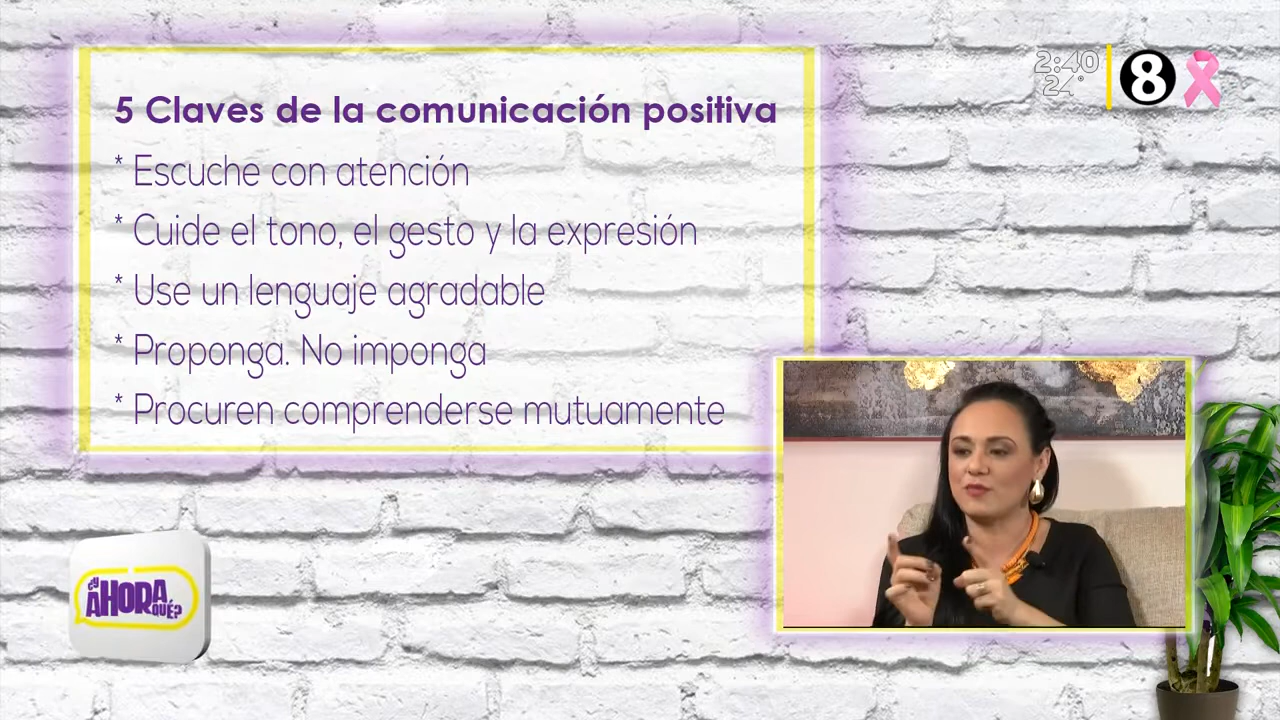 5 Claves de la comunicación positiva
* Escuche con atención
* Cuide el tono, el gesto y la expresión
* Use un lenguaje agradable
* Proponga. No imponga
* Procuren comprenderse mutuamente
2:40
24°
8
¿Y
AHORA
QUÉ?